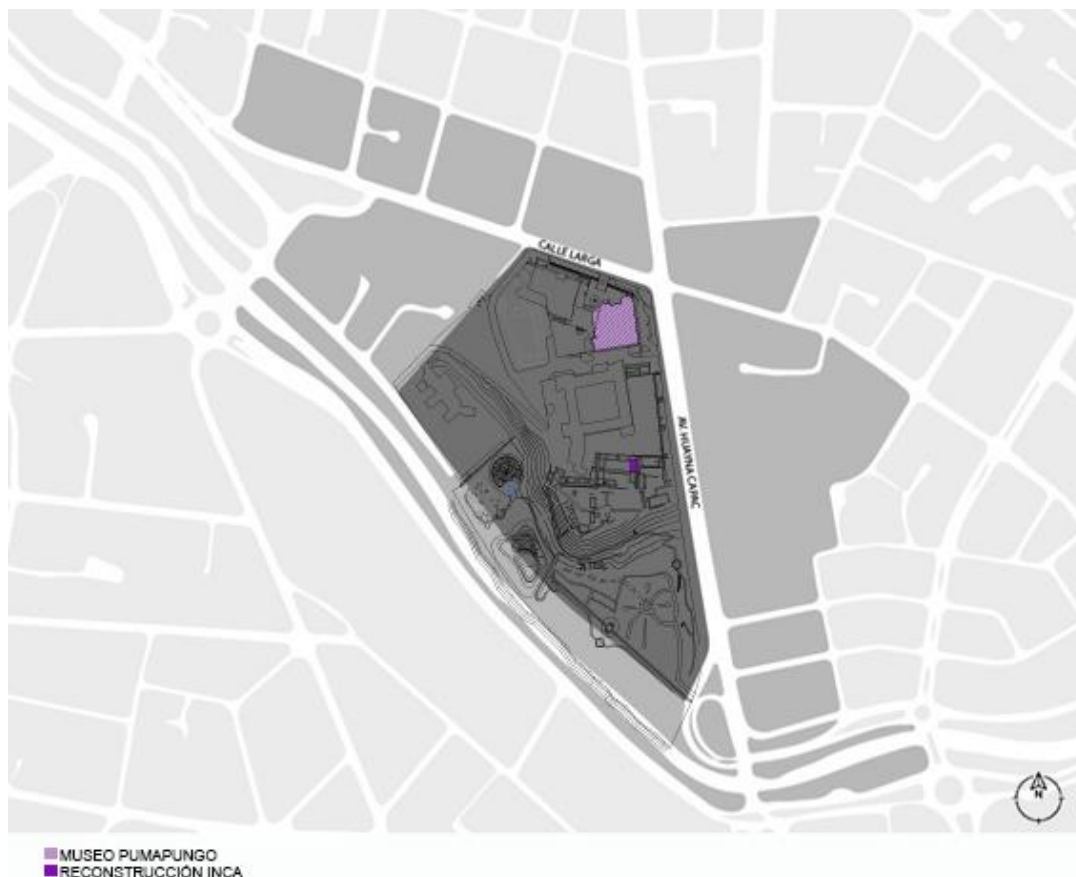 CALLE LARGA
AV. HUAYNA CAPAC
N
MUSEO PUMAPUNGO
RECONSTRUCCIÓN INCA